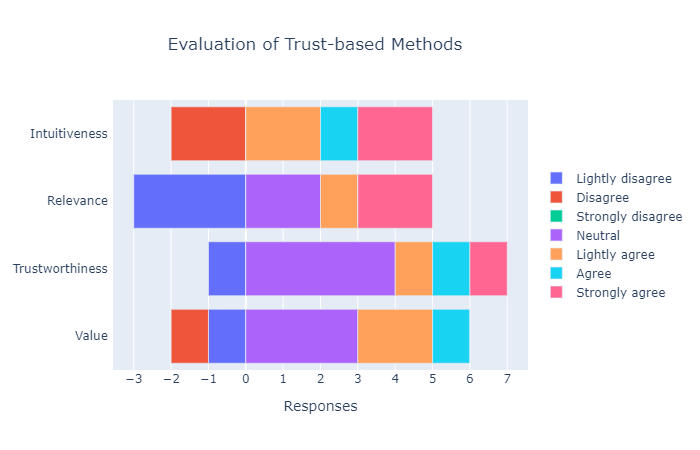 Evaluation of Trust-based Methods
Intuitiveness
Relevance
Trustworthiness
Value
−3 −2 −1 0 1 2 3 4 5 6 7
Responses
Lightly disagree
Disagree
Strongly disagree
Neutral
Lightly agree
Agree
Strongly agree